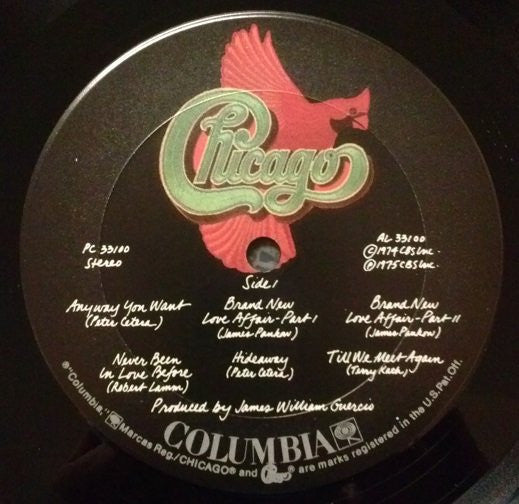 Chicago
PC 33100
Stereo
AL 33100
©1974 CBS Inc.
℗1975 CBS Inc.
Side 1
Anyway You Want
(Peter Cetera)
Brand New
Love Affair-Part I
(James Pankow)
Brand New
Love Affair-Part II
(James Pankow)
Never Been
In Love Before
(Robert Lamm)
Hideaway
(Peter Cetera)
Till We Meet Again
(Terry Kath)
Produced by James William Guercio
COLUMBIA
®"Columbia," Marcas Reg./CHICAGO® and Chicago® are marks registered in the U.S. Pat. Off.